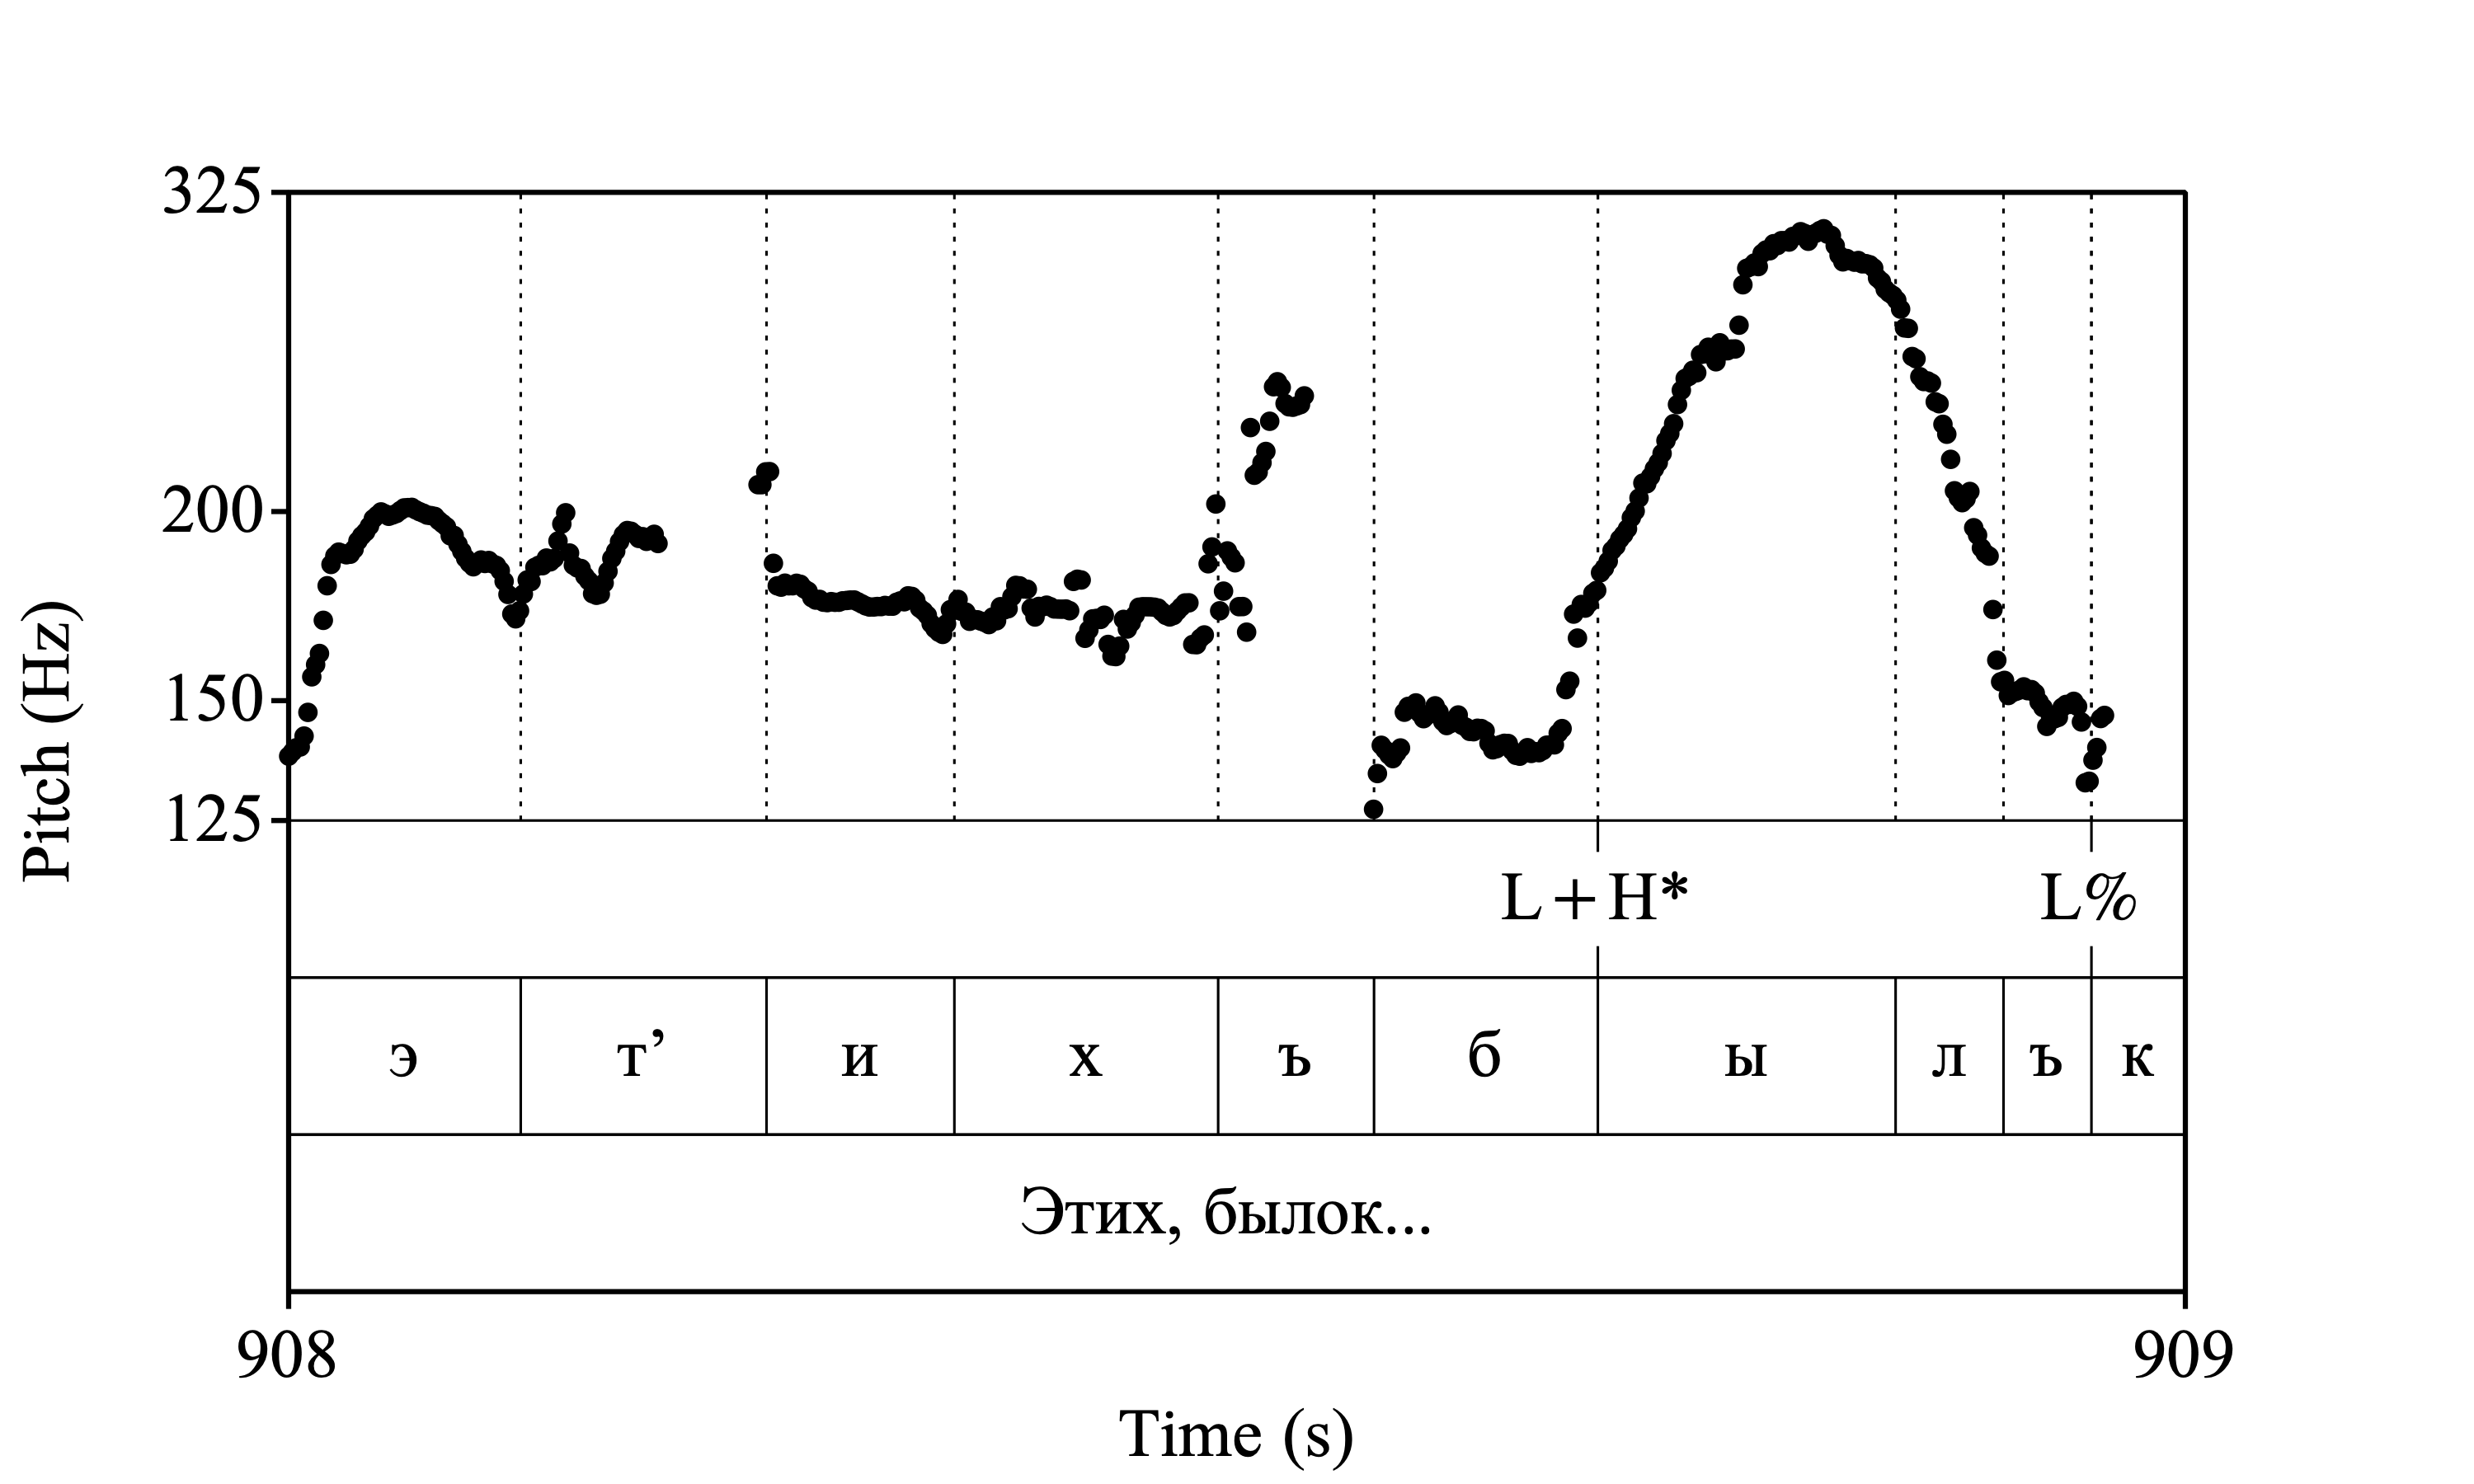 325
200
150
125
Pitch (Hz)
L+H* L%
э т’ и х ъ б ы л ъ к
Этих, былок...
908 909
Time (s)